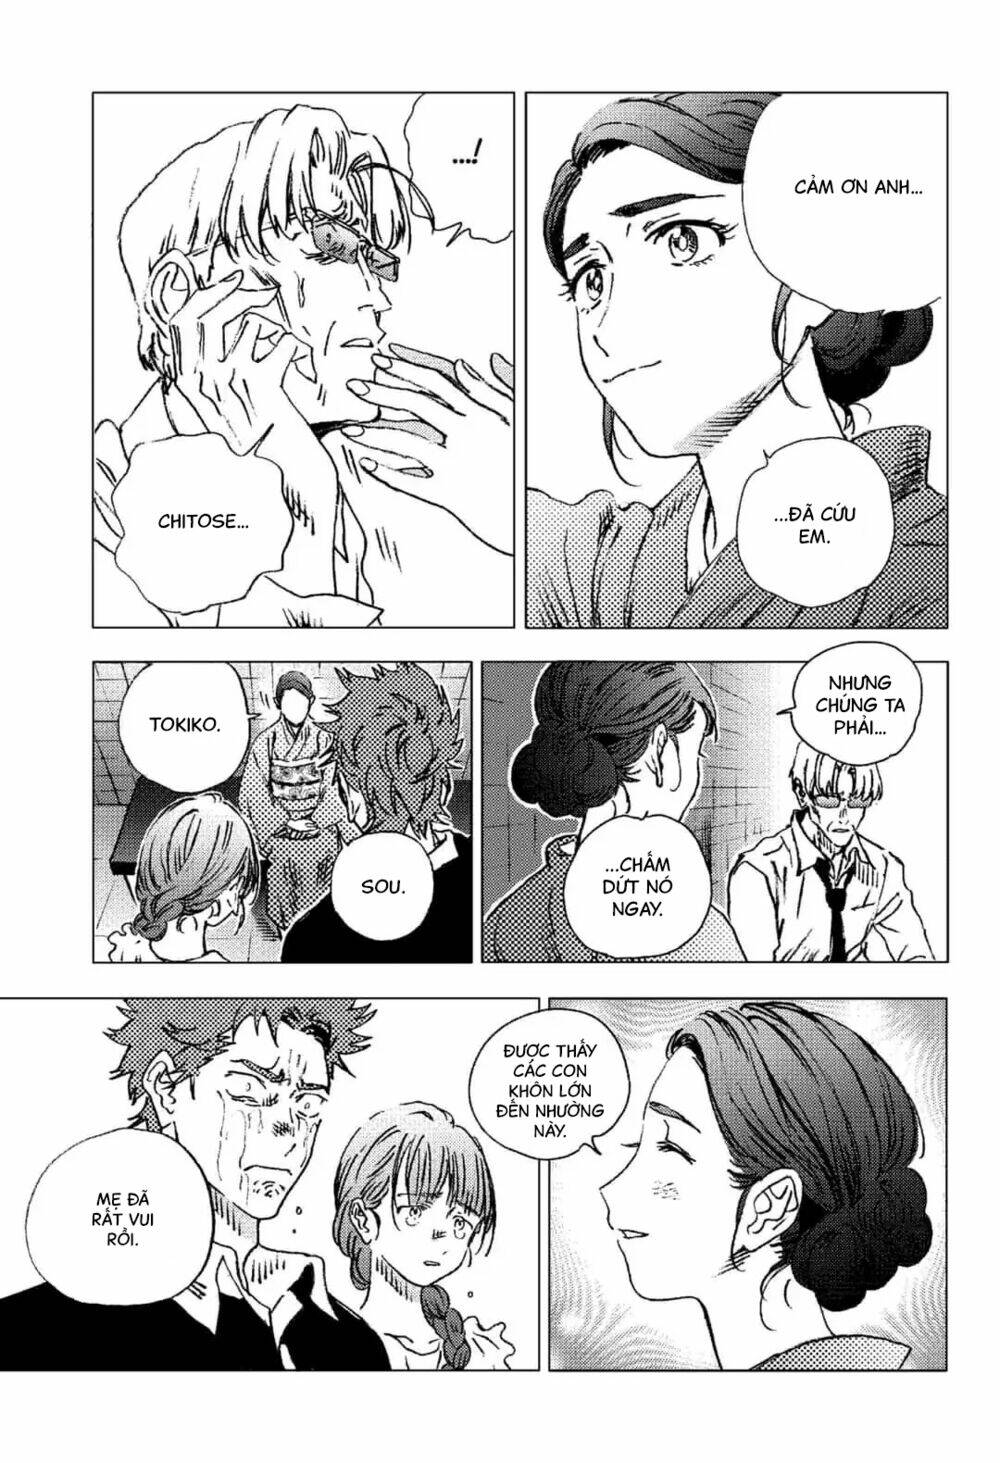 CẢM ƠN ANH...
...ĐÃ CỨU
EM.
....!
CHITOSE...
NHƯNG
CHÚNG TA
PHẢI...
...CHẤM
DỨT NÓ
NGAY.
TOKIKO.
SOU.
ĐƯỢC THẤY
CÁC CON
KHÔN LỚN
ĐẾN NHƯỜNG
NÀY.
MẸ ĐÃ
RẤT VUI
RỒI.